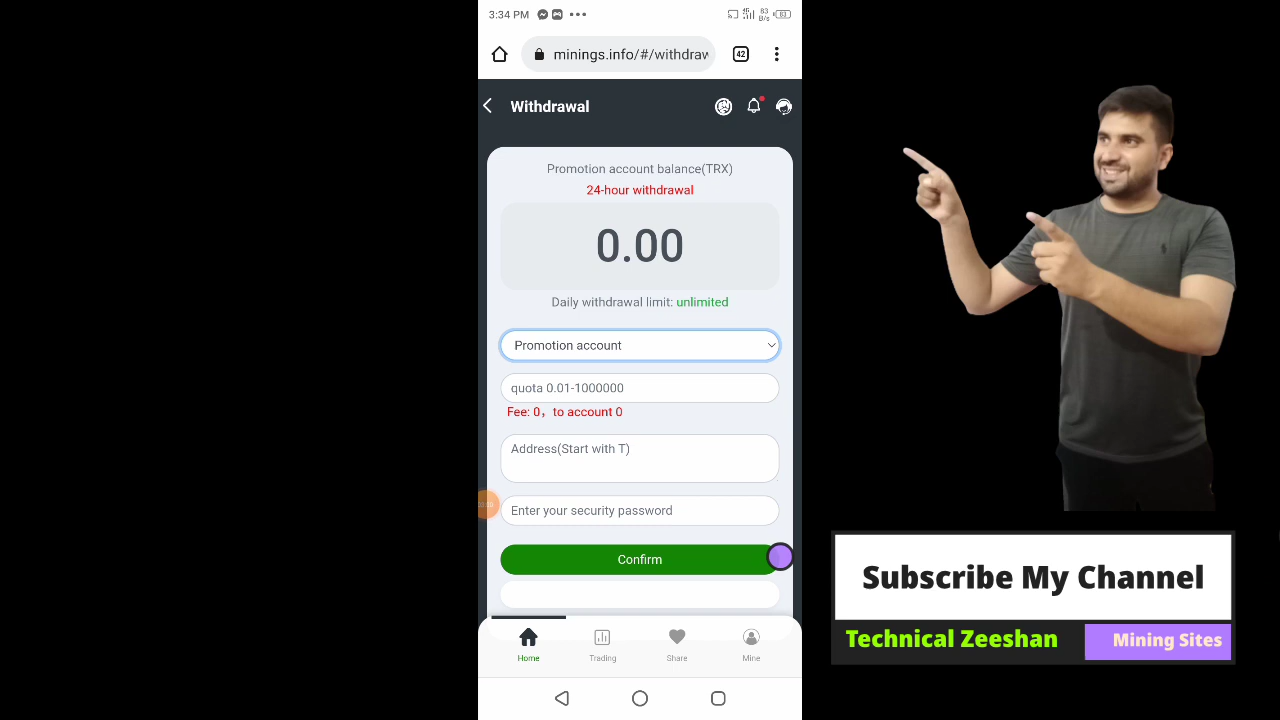 3:34 PM
83
B/s
83
minings.info/#/withdraw
42
Withdrawal
Promotion account balance(TRX)
24-hour withdrawal
0.00
Daily withdrawal limit: unlimited
Promotion account
quota 0.01-1000000
Fee: 0，to account 0
Address(Start with T)
Enter your security password
Confirm
Home
Trading
Share
Mine
Subscribe My Channel
Technical Zeeshan
Mining Sites